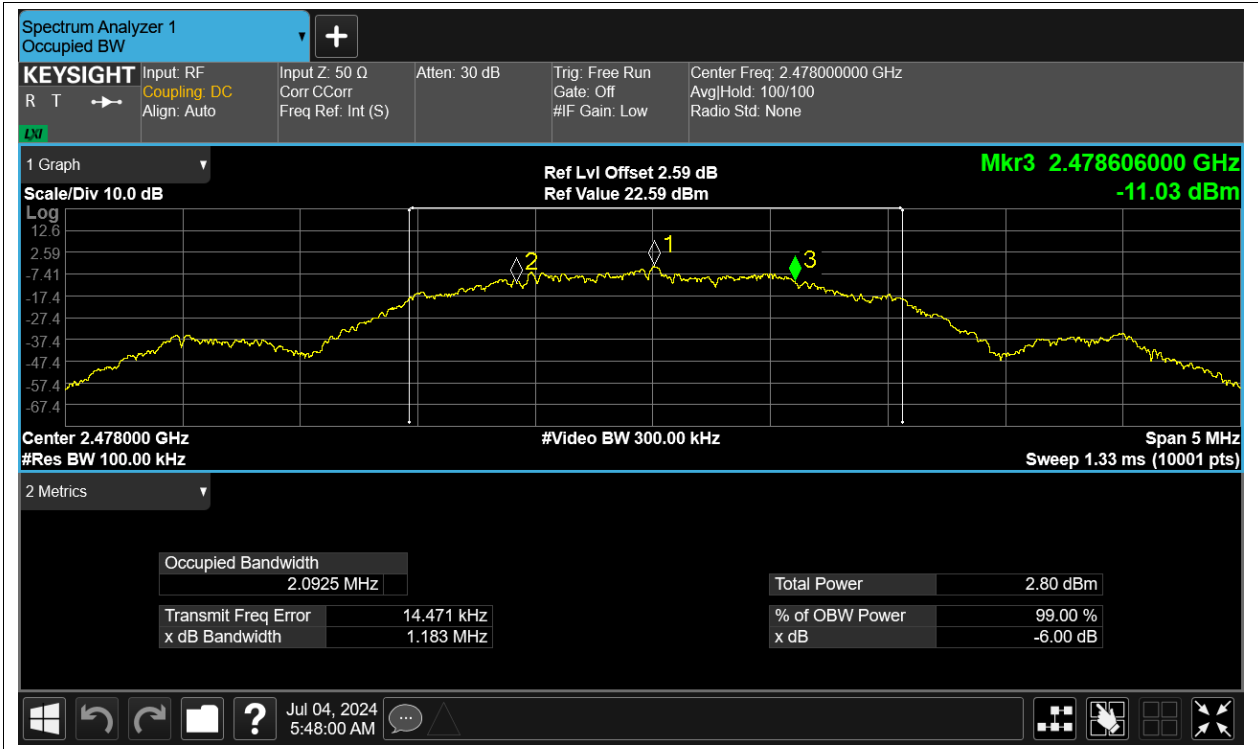 Spectrum Analyzer 1
Occupied BW
KEYSIGHT
R T
LXI
Input: RF
Coupling: DC
Align: Auto
Input Z: 50 Ω
Corr CCorr
Freq Ref: Int (S)
Atten: 30 dB
Trig: Free Run
Gate: Off
#IF Gain: Low
Center Freq: 2.478000000 GHz
Avg|Hold: 100/100
Radio Std: None
1 Graph
Scale/Div 10.0 dB
Ref Lvl Offset 2.59 dB
Ref Value 22.59 dBm
Mkr3 2.478606000 GHz
-11.03 dBm
Log
12.6
2.59
-7.41
-17.4
-27.4
-37.4
-47.4
-57.4
-67.4
2
1
3
Center 2.478000 GHz
#Res BW 100.00 kHz
#Video BW 300.00 kHz
Span 5 MHz
Sweep 1.33 ms (10001 pts)
2 Metrics
Occupied Bandwidth
2.0925 MHz
Transmit Freq Error 14.471 kHz
x dB Bandwidth 1.183 MHz
Total Power 2.80 dBm
% of OBW Power 99.00 %
x dB -6.00 dB
?
Jul 04, 2024
5:48:00 AM